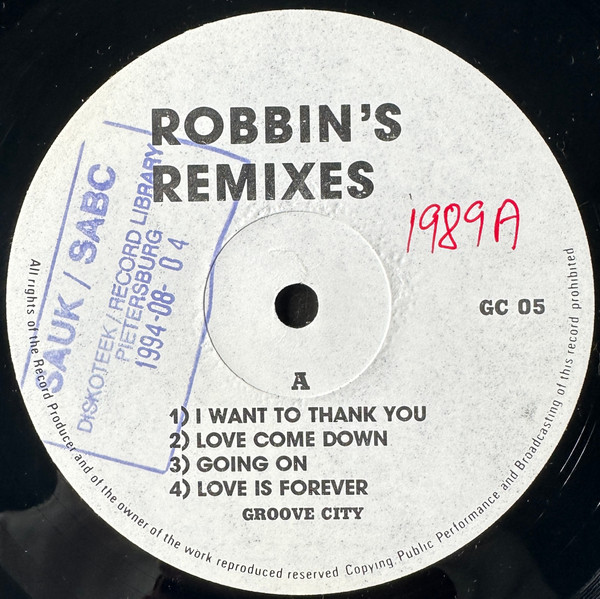 ROBBIN'S
REMIXES
SAUK / SABC
DISKOTEEK / RECORD LIBRARY
PIETERSBURG
1994-08-04
1989A
GC 05
A
1) I WANT TO THANK YOU
2) LOVE COME DOWN
3) GOING ON
4) LOVE IS FOREVER
GROOVE CITY
All rights of the Record Producer and of the owner of the work reproduced reserved Copying, Public Performance and Broadcasting of this record prohibited